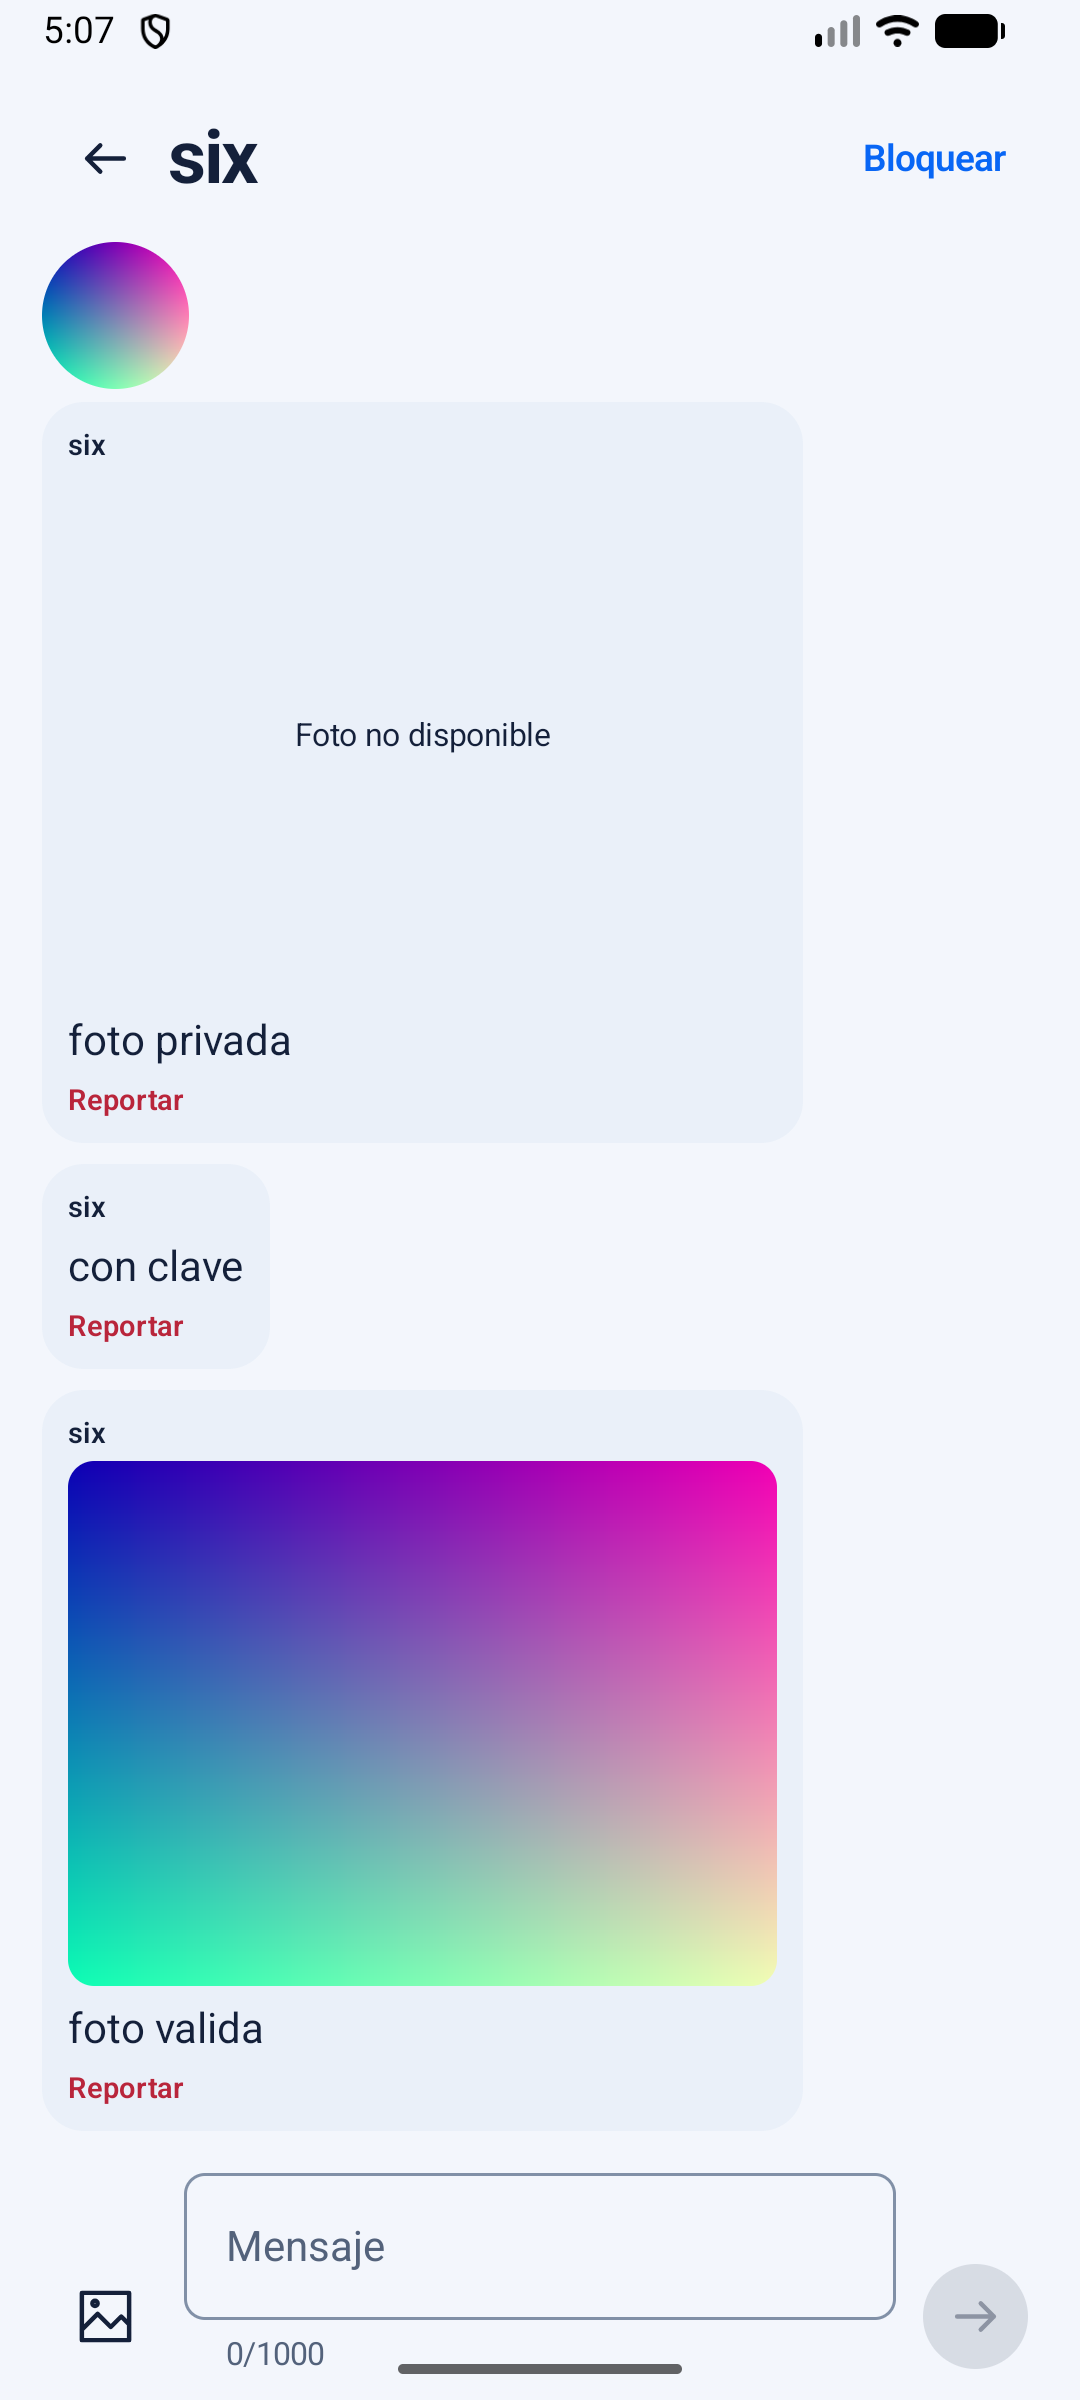 5:07
six
Bloquear
six
Foto no disponible
foto privada
Reportar
six
con clave
Reportar
six
foto valida
Reportar
Mensaje
0/1000